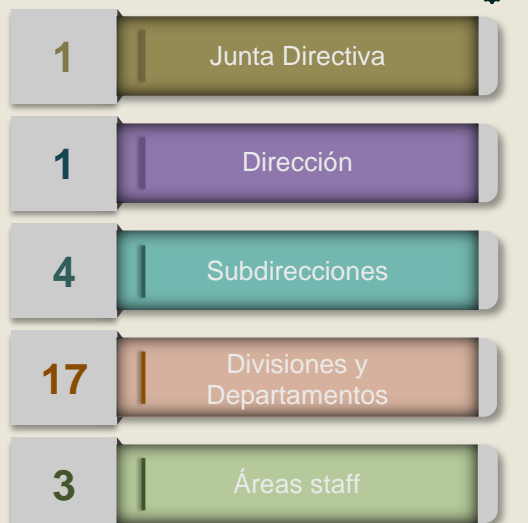 1
Junta Directiva
1
Dirección
4
Subdirecciones
17
Divisiones y
Departamentos
3
Áreas staff